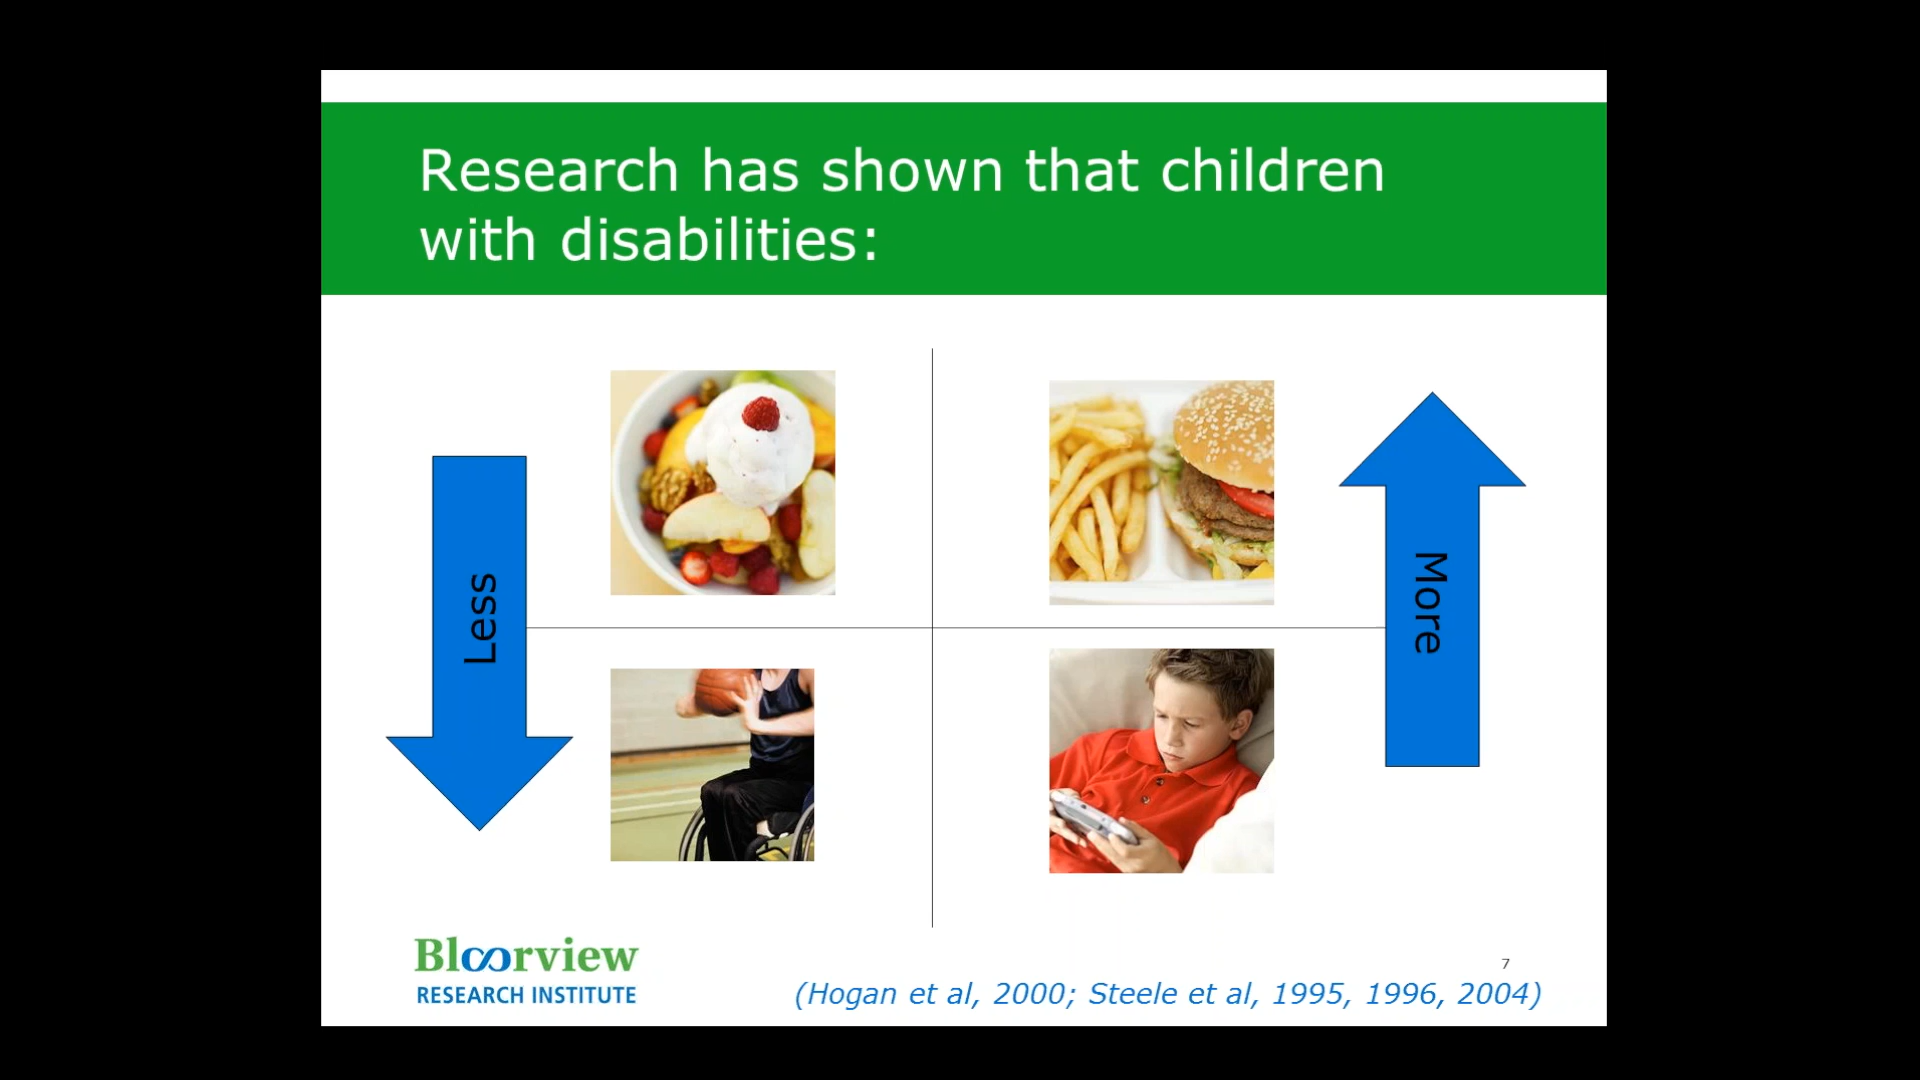 Research has shown that children
with disabilities:
Less
More
Bloorview
RESEARCH INSTITUTE
7
(Hogan et al, 2000; Steele et al, 1995, 1996, 2004)